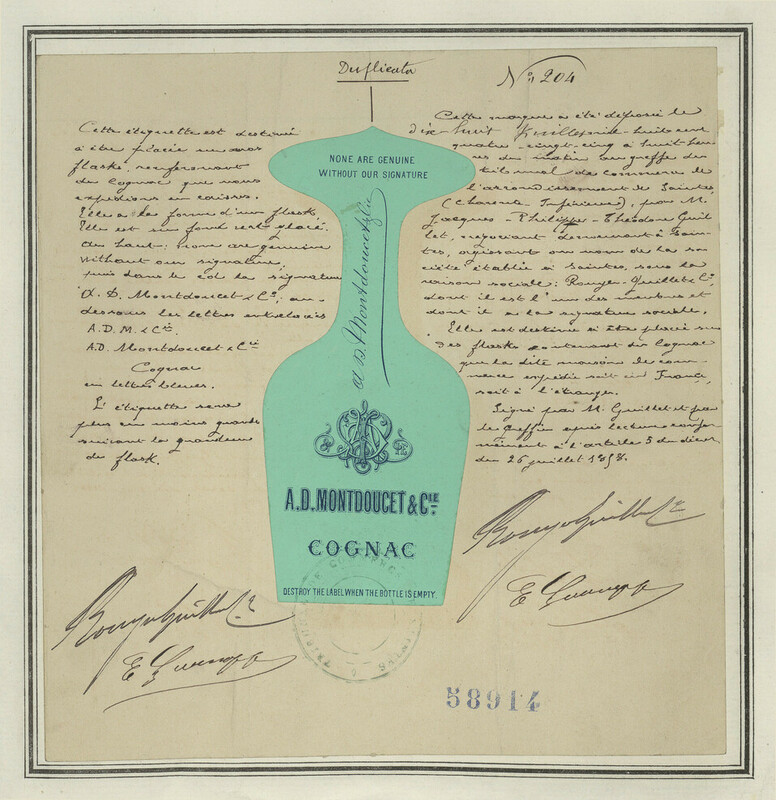 Duplicata
Nº 204
Cette étiquette est destinée
à être placée sur nos
flasks, renfermant
du Cognac que nous
expédions en caisses.
Elle a la forme d'un flask,
Elle est sur fond vert glacé.
None are genuine
without our signature,
puis dans le col la signature
A. D. Montdoucet & Cie, au-
dessous les lettres entrelacées
A. D. M. & Cie.
A. D. Montdoucet & Cie
Cognac
en lettres bleues.
L'étiquette sera
plus ou moins grande
suivant la grandeur
du flask.
NONE ARE GENUINE
WITHOUT OUR SIGNATURE
A D Montdoucet & Cie
A.D. MONTDOUCET & CIE
COGNAC
DESTROY THE LABEL WHEN THE BOTTLE IS EMPTY.
Cette marque a été déposée le
dix-huit Juillet mil-huit cent
quatre-vingt-cinq à huit heu
res du matin au greffe du
tribunal de commerce de
l'arrondissement de Saintes,
(Charente Inférieure), par M.
Jacques-Philippe-Théodore Guil
let, négociant demeurant à Sain-
tes, agissant au nom de la so
ciété établie à Saintes, sous la
raison sociale: Rouyer-Guillet & Cie,
dont il est l'un des membres et
dont il a la signature sociale.
Elle est destinée à être placée sur
des flasks contenant du Cognac
que la dite maison de com-
merce expédie soit en France,
soit à l'étranger.
Signé par M. Guillet et par
le greffier après lecture confor
mément à l'article 5 du décret
du 26 juillet 1858.
Rouyer Guillet & Cie
Rouyer Guillet & Cie
58914